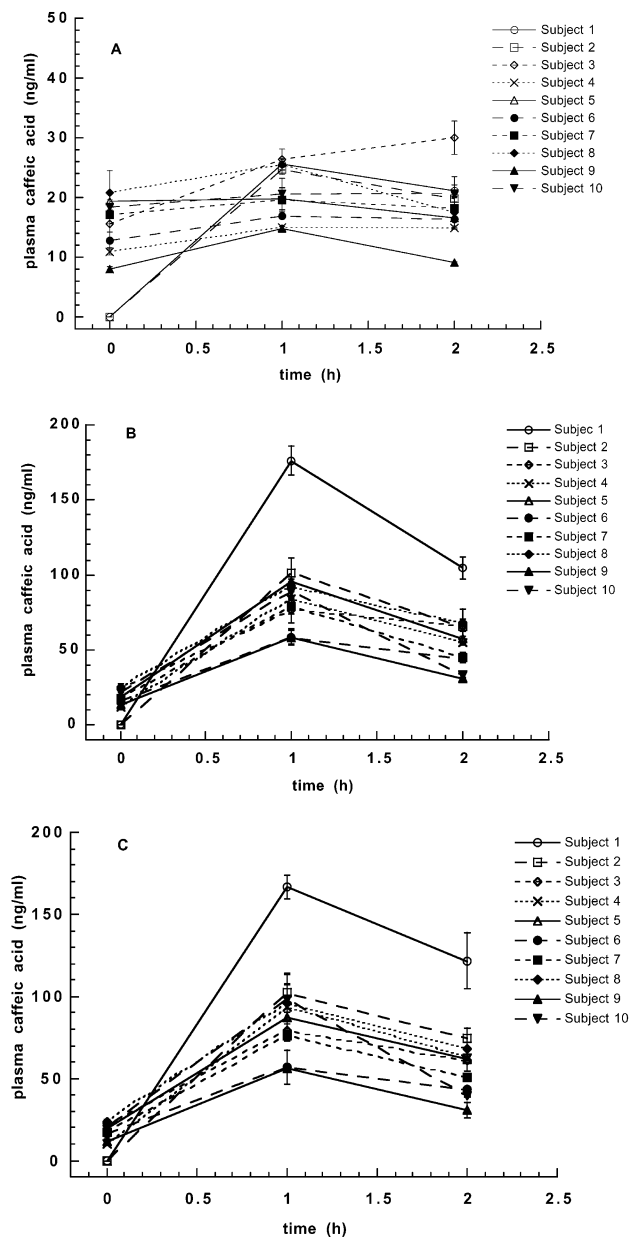 A
50
40
30
20
10
0
plasma caffeic acid (ng/ml)
0 0.5 1 1.5 2 2.5
time (h)
Subject 1
Subject 2
Subject 3
Subject 4
Subject 5
Subject 6
Subject 7
Subject 8
Subject 9
Subject 10
B
200
150
100
50
0
plasma caffeic acid (ng/ml)
0 0.5 1 1.5 2 2.5
time (h)
Subjec 1
Subject 2
Subject 3
Subject 4
Subject 5
Subject 6
Subject 7
Subject 8
Subject 9
Subject 10
C
200
150
100
50
0
plasma caffeic acid (ng/ml)
0 0.5 1 1.5 2 2.5
time (h)
Subject 1
Subject 2
Subject 3
Subject 4
Subject 5
Subject 6
Subject 7
Subject 8
Subject 9
Subject 10